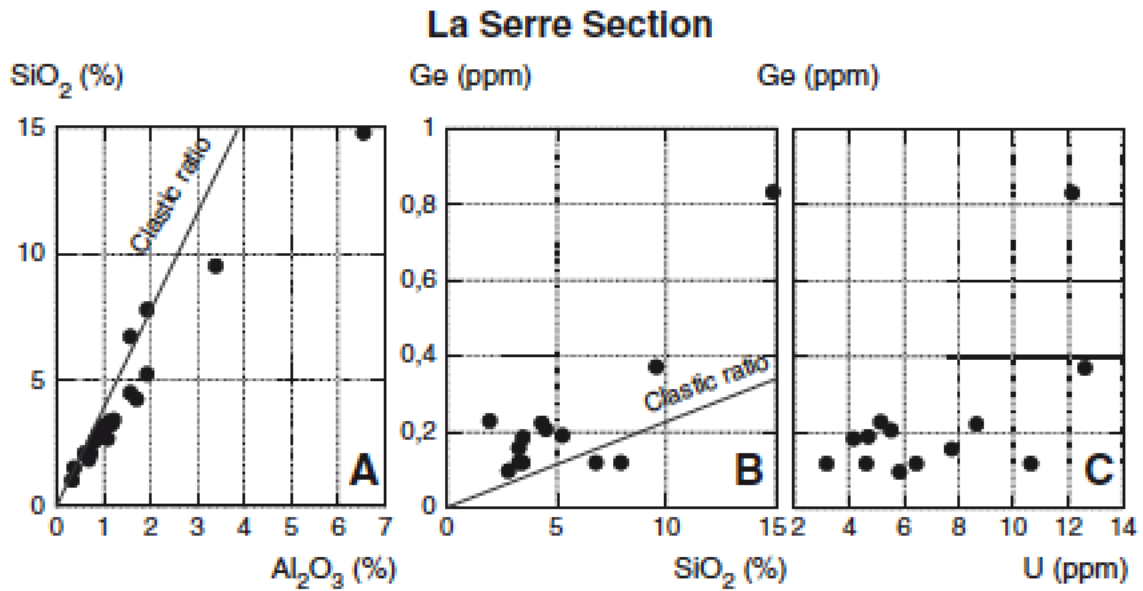 La Serre Section
SiO2 (%)
Ge (ppm)
Ge (ppm)
15
10
5
0
Clastic ratio
A
0 1 2 3 4 5 6 7
Al2O3 (%)
1
0,8
0,6
0,4
0,2
0
Clastic ratio
B
0 5 10 15
SiO2 (%)
C
2 4 6 8 10 12 14
U (ppm)